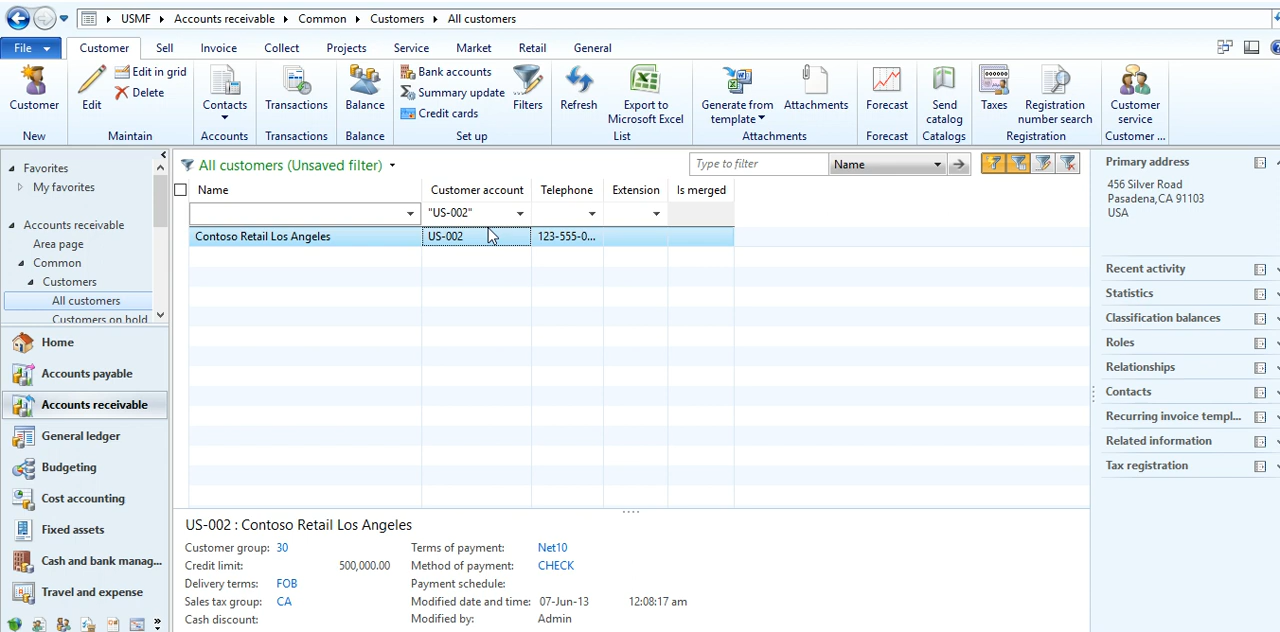 USMF ▸ Accounts receivable ▸ Common ▸ Customers ▸ All customers
File Customer Sell Invoice Collect Projects Service Market Retail General
Customer
New
Edit
Edit in grid
Delete
Maintain
Contacts
Accounts
Transactions
Transactions
Balance
Balance
Bank accounts
Summary update
Credit cards
Filters
Set up
Refresh
Export to
Microsoft Excel
List
Generate from
template
Attachments
Attachments
Forecast
Forecast
Send
catalog
Catalogs
Taxes
Registration
number search
Registration
Customer
service
Customer ...
Favorites
My favorites
Accounts receivable
Area page
Common
Customers
All customers
Customers on hold
Home
Accounts payable
Accounts receivable
General ledger
Budgeting
Cost accounting
Fixed assets
Cash and bank manag...
Travel and expense
All customers (Unsaved filter)
Type to filter Name
Name Customer account Telephone Extension Is merged
"US-002"
Contoso Retail Los Angeles US-002 123-555-0...
US-002 : Contoso Retail Los Angeles
Customer group: 30 Terms of payment: Net10
Credit limit: 500,000.00 Method of payment: CHECK
Delivery terms: FOB Payment schedule:
Sales tax group: CA Modified date and time: 07-Jun-13 12:08:17 am
Cash discount: Modified by: Admin
Primary address
456 Silver Road
Pasadena,CA 91103
USA
Recent activity
Statistics
Classification balances
Roles
Relationships
Contacts
Recurring invoice templ...
Related information
Tax registration